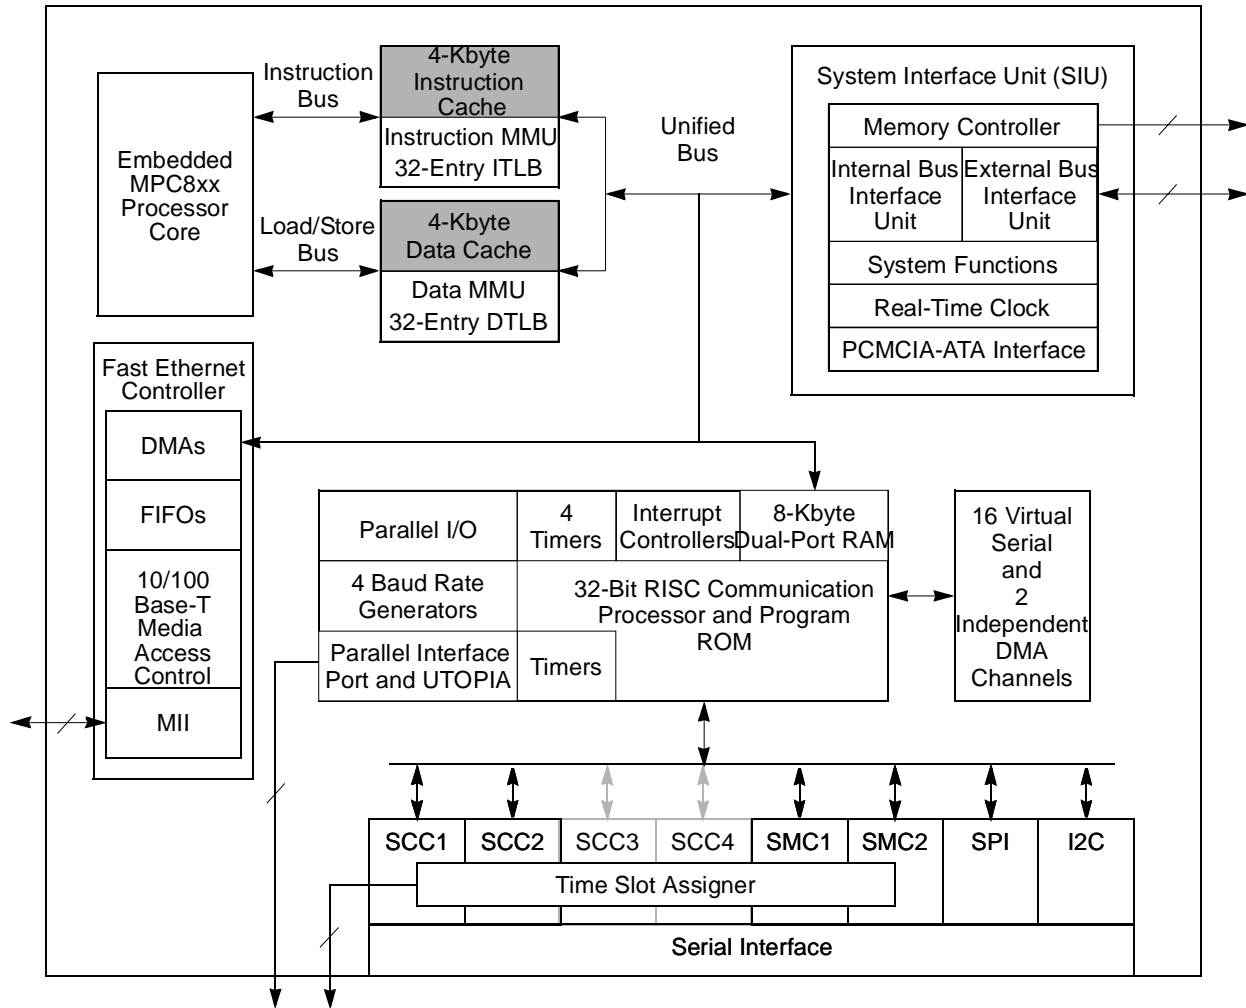 4-Kbyte
Instruction
Cache
Instruction MMU
32-Entry ITLB
Instruction
Bus
Embedded
MPC8xx
Processor
Core
Load/Store
Bus
4-Kbyte
Data Cache
Data MMU
32-Entry DTLB
Unified
Bus
System Interface Unit (SIU)
Memory Controller
Internal Bus
Interface
Unit
External Bus
Interface
Unit
System Functions
Real-Time Clock
PCMCIA-ATA Interface
Fast Ethernet
Controller
DMAs
FIFOs
10/100
Base-T
Media
Access
Control
MII
Parallel I/O
4
Timers
Interrupt
Controllers
8-Kbyte
Dual-Port RAM
4 Baud Rate
Generators
32-Bit RISC Communication
Processor and Program
ROM
Parallel Interface
Port and UTOPIA
Timers
16 Virtual
Serial
and
2
Independent
DMA
Channels
SCC1
SCC2
SCC3
SCC4
SMC1
SMC2
SPI
I2C
Time Slot Assigner
Serial Interface